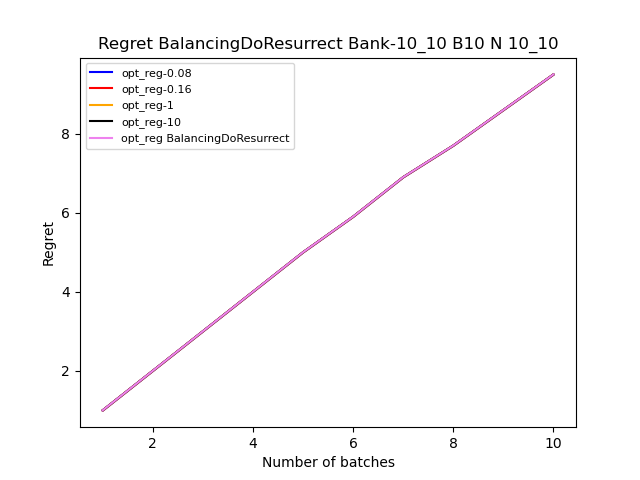 Regret BalancingDoResurrect Bank-10_10 B10 N 10_10
opt_reg-0.08
opt_reg-0.16
opt_reg-1
opt_reg-10
opt_reg BalancingDoResurrect
8
6
4
2
Regret
2 4 6 8 10
Number of batches